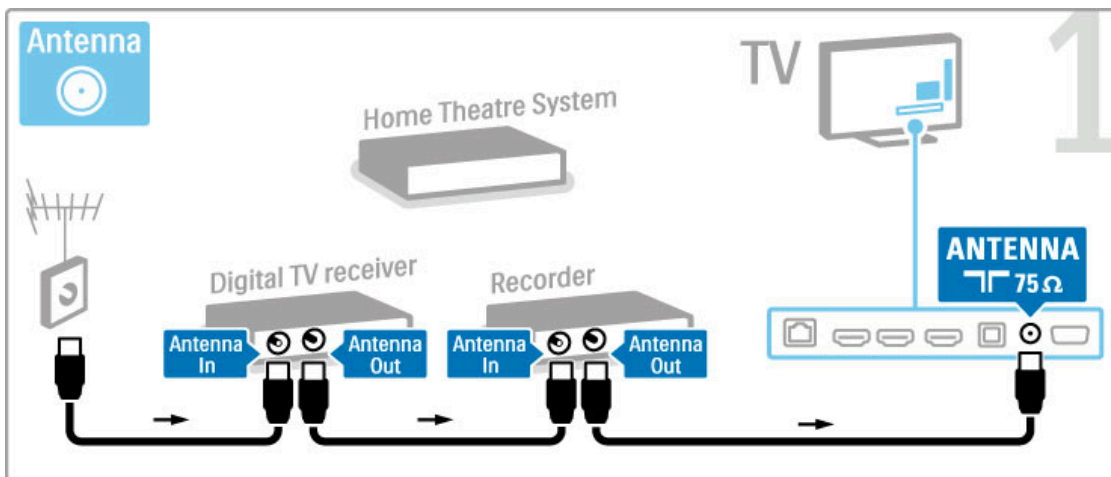 Antenna
TV
1
Home Theatre System
ANTENNA
75 Ω
Digital TV receiver
Recorder
Antenna
In
Antenna
Out
Antenna
In
Antenna
Out